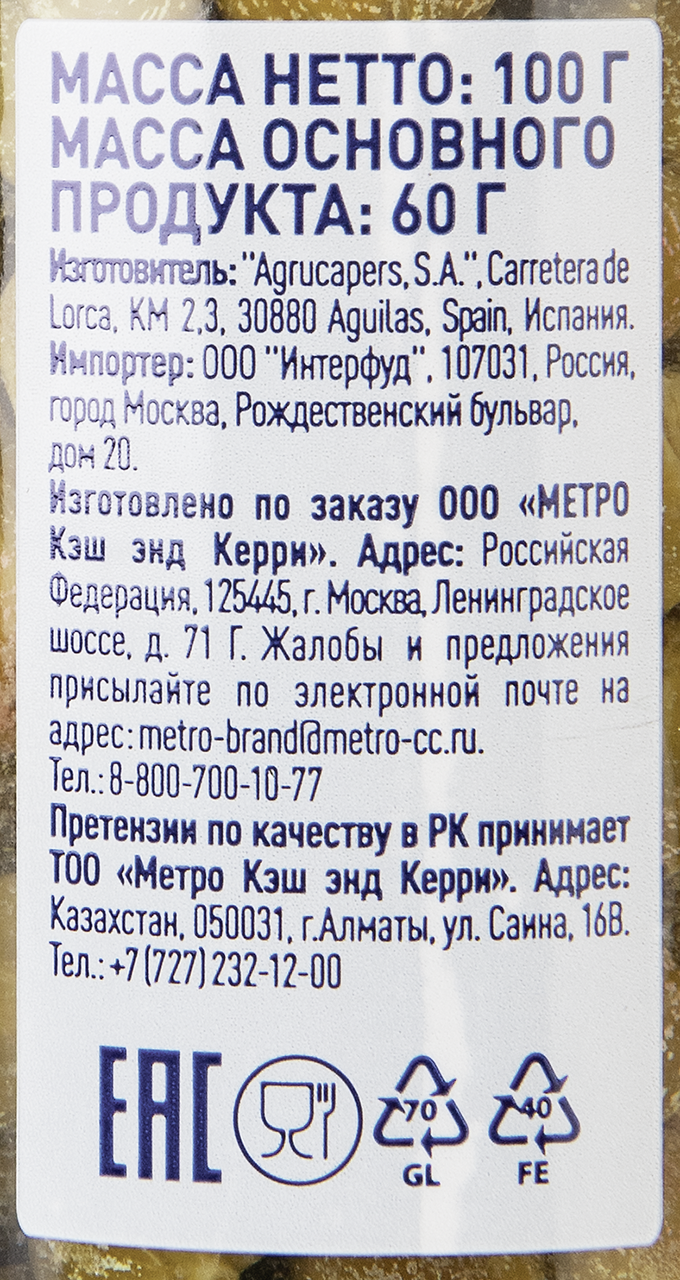 МАССА НЕТТО: 100 Г
МАССА ОСНОВНОГО
ПРОДУКТА: 60 Г
Изготовитель: "Agrucapers, S.A.", Carretera de
Lorca, KM 2,3, 30880 Aguilas, Spain, Испания.
Импортер: ООО "Интерфуд", 107031, Россия,
город Москва, Рождественский бульвар,
дом 20.
Изготовлено по заказу ООО «МЕТРО
Кэш энд Керри». Адрес: Российская
Федерация, 125445, г. Москва, Ленинградское
шоссе, д. 71 Г. Жалобы и предложения
присылайте по электронной почте на
адрес: metro-brand@metro-cc.ru.
Тел.: 8-800-700-10-77
Претензии по качеству в РК принимает
ТОО «Метро Кэш энд Керри». Адрес:
Казахстан, 050031, г.Алматы, ул. Саина, 16В.
Тел.: +7 (727) 232-12-00
EAC 70 40
GL FE